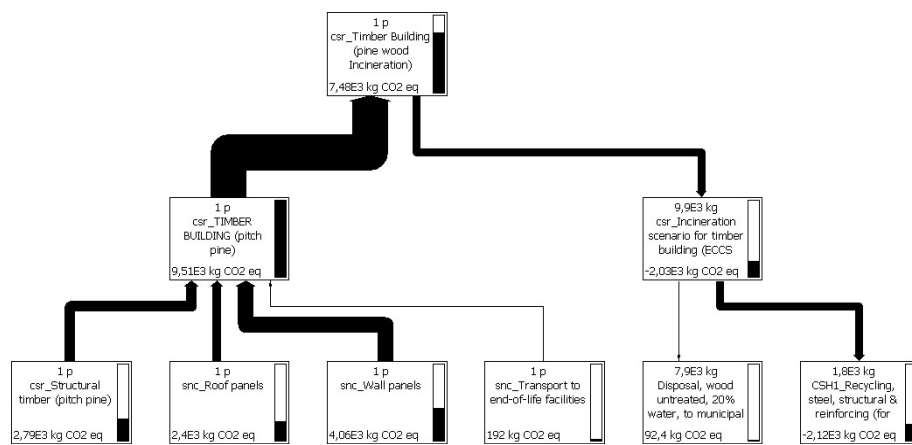 1 p
csr_Timber Building
(pine wood
Incineration)
7,48E3 kg CO2 eq
1 p
csr_TIMBER
BUILDING (pitch
pine)
9,51E3 kg CO2 eq
9,9E3 kg
csr_Incineration
scenario for timber
building (ECCS
-2,03E3 kg CO2 eq
1 p
csr_Structural
timber (pitch pine)
2,79E3 kg CO2 eq
1 p
snc_Roof panels
2,4E3 kg CO2 eq
1 p
snc_Wall panels
4,06E3 kg CO2 eq
1 p
snc_Transport to
end-of-life facilities
192 kg CO2 eq
7,9E3 kg
Disposal, wood
untreated, 20%
water, to municipal
92,4 kg CO2 eq
1,8E3 kg
CSH1_Recycling,
steel, structural &
reinforcing (for
-2,12E3 kg CO2 eq